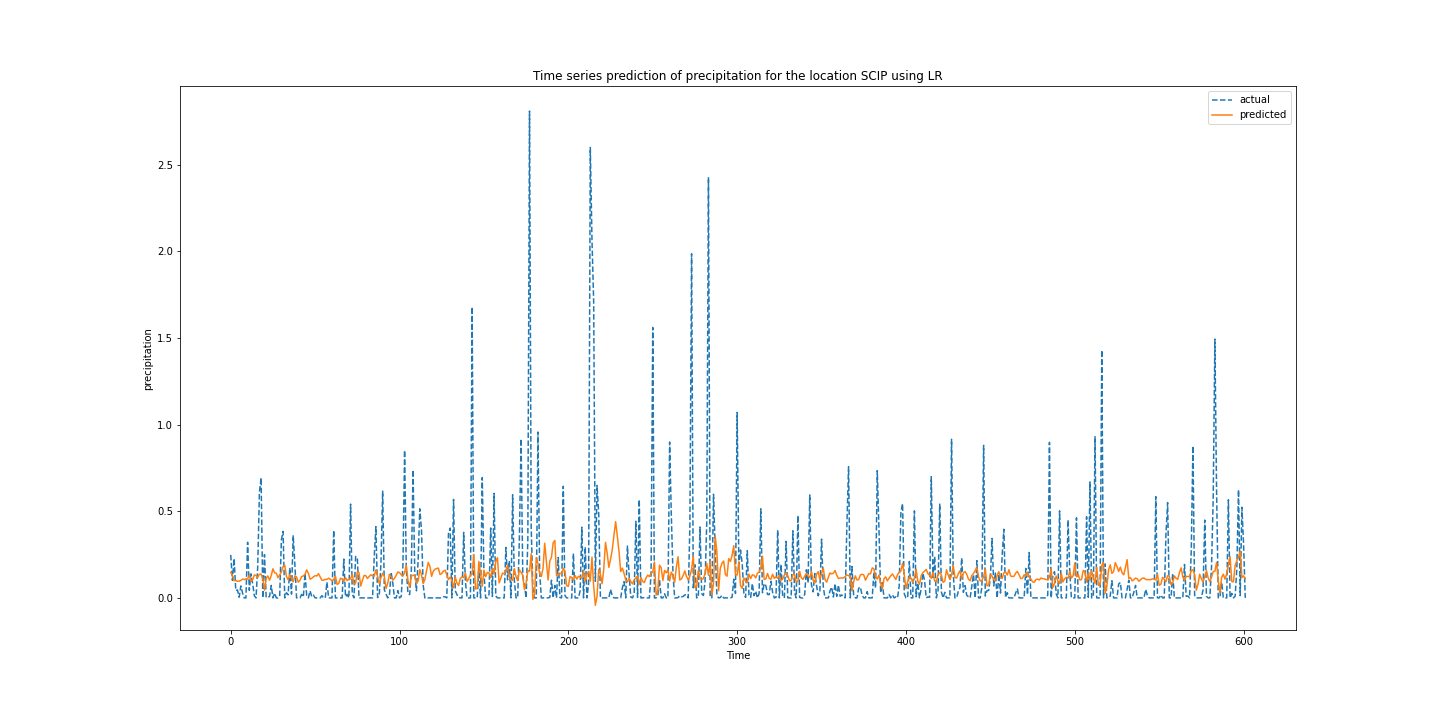 Time series prediction of precipitation for the location SCIP using LR
actual
predicted
2.5
2.0
1.5
1.0
0.5
0.0
precipitation
0 100 200 300 400 500 600
Time